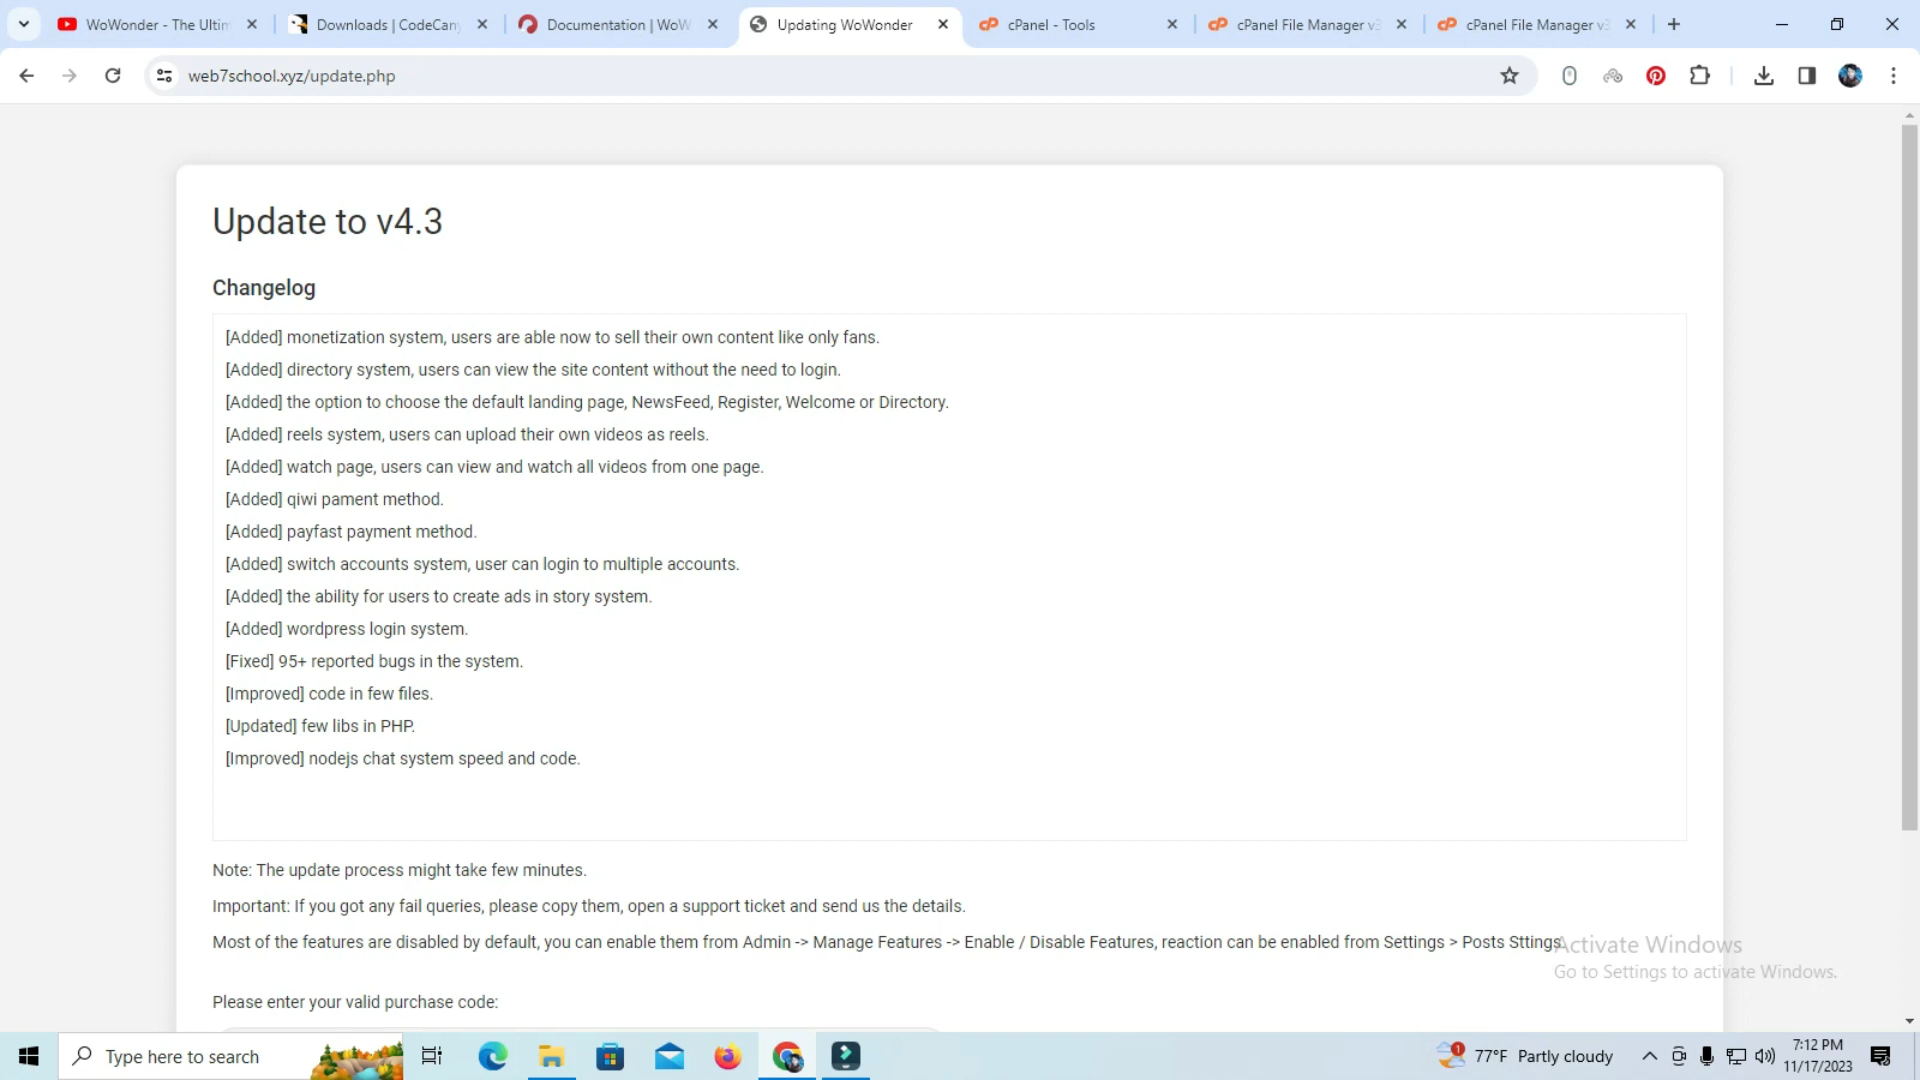 WoWonder - The Ultim
Downloads | CodeCany
Documentation | WoW
Updating WoWonder
cPanel - Tools
cPanel File Manager v3
cPanel File Manager v3
web7school.xyz/update.php
Update to v4.3
Changelog
[Added] monetization system, users are able now to sell their own content like only fans.
[Added] directory system, users can view the site content without the need to login.
[Added] the option to choose the default landing page, NewsFeed, Register, Welcome or Directory.
[Added] reels system, users can upload their own videos as reels.
[Added] watch page, users can view and watch all videos from one page.
[Added] qiwi pament method.
[Added] payfast payment method.
[Added] switch accounts system, user can login to multiple accounts.
[Added] the ability for users to create ads in story system.
[Added] wordpress login system.
[Fixed] 95+ reported bugs in the system.
[Improved] code in few files.
[Updated] few libs in PHP.
[Improved] nodejs chat system speed and code.
Note: The update process might take few minutes.
Important: If you got any fail queries, please copy them, open a support ticket and send us the details.
Most of the features are disabled by default, you can enable them from Admin -> Manage Features -> Enable / Disable Features, reaction can be enabled from Settings > Posts Sttings.
Activate Windows
Go to Settings to activate Windows.
Please enter your valid purchase code:
Type here to search
1
77°F Partly cloudy
7:12 PM
11/17/2023